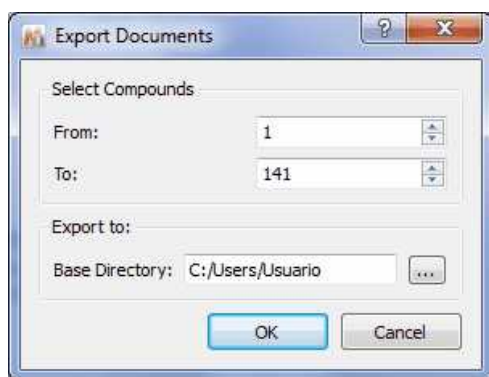 Export Documents
Select Compounds
From: 1
To: 141
Export to:
Base Directory: C:/Users/Usuario ...
OK Cancel